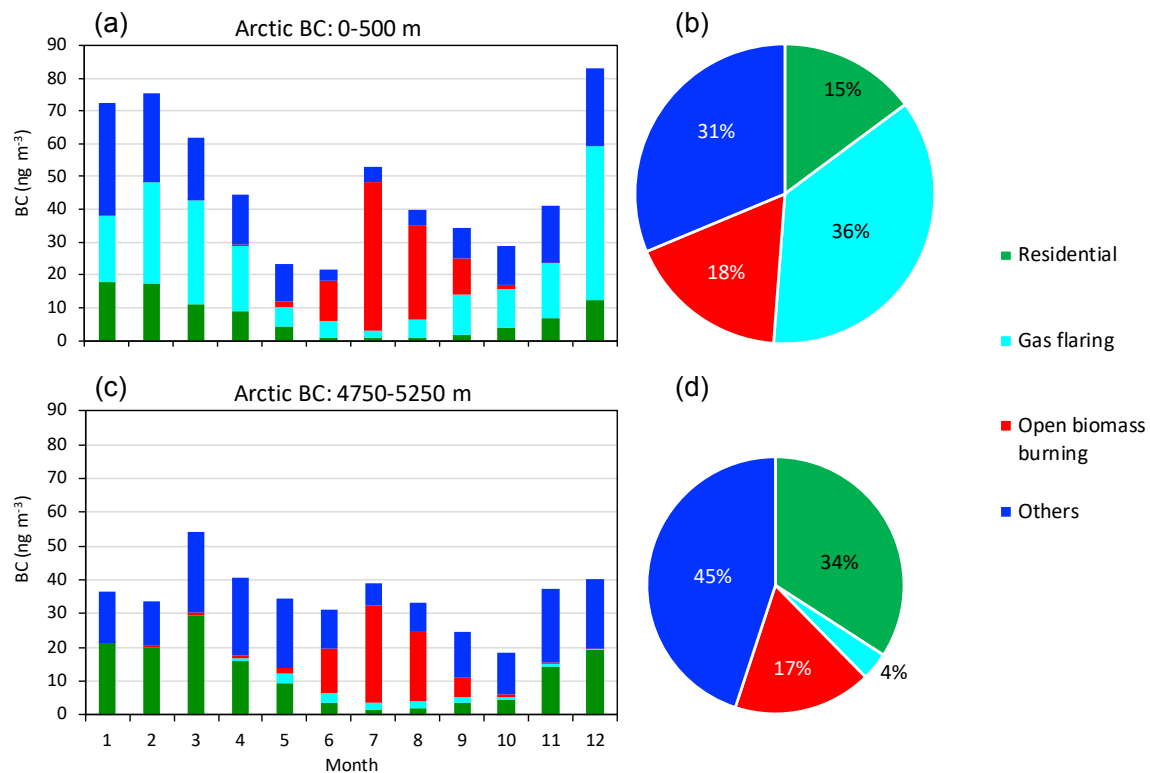 (a)
Arctic BC: 0-500 m
BC (ng m⁻³)
90
80
70
60
50
40
30
20
10
0
(b)
15%
31%
36%
18%
Residential
Gas flaring
Open biomass
burning
Others
(c)
Arctic BC: 4750-5250 m
BC (ng m⁻³)
90
80
70
60
50
40
30
20
10
0
1 2 3 4 5 6 7 8 9 10 11 12
Month
(d)
34%
45%
17%
4%